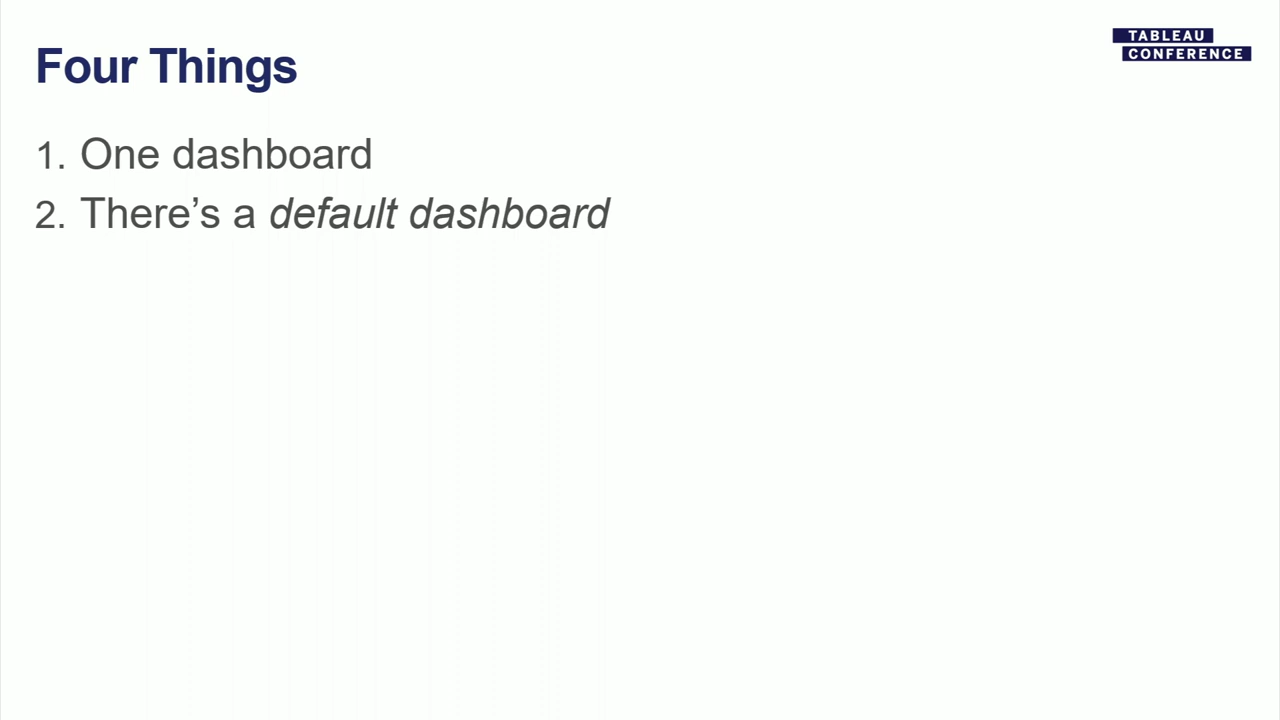 Four Things
TABLEAU
CONFERENCE
1. One dashboard
2. There’s a default dashboard